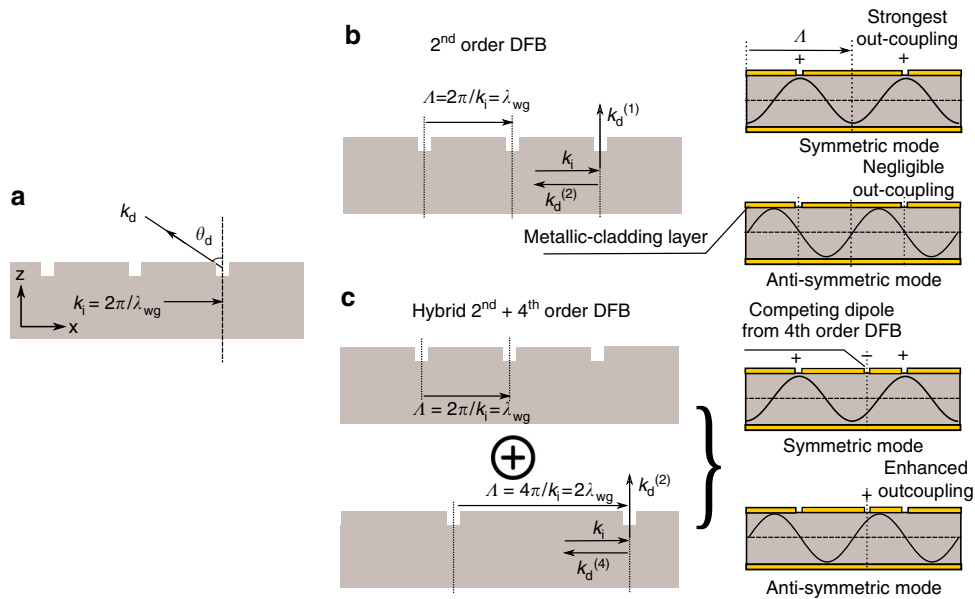 a
k_d
θ_d
z
k_i = 2π/λ_wg
x
b
2^nd order DFB
Λ=2π/k_i=λ_wg
k_d^(1)
k_i
k_d^(2)
Strongest
out-coupling
Λ
+ +
Symmetric mode
Negligible
out-coupling
Metallic-cladding layer
Anti-symmetric mode
c
Hybrid 2^nd + 4^th order DFB
Λ = 2π/k_i=λ_wg
+
Λ = 4π/k_i=2λ_wg
k_d^(2)
k_i
k_d^(4)
}
Competing dipole
from 4th order DFB
+ − +
Symmetric mode
Enhanced
+ outcoupling
Anti-symmetric mode